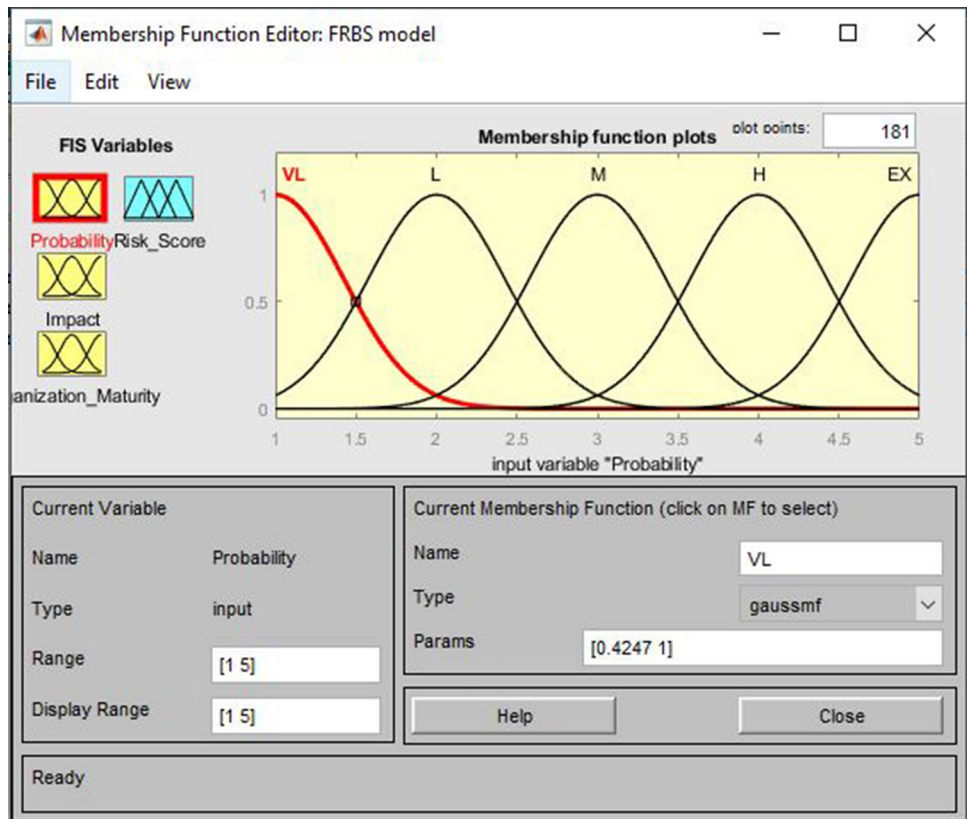 Membership Function Editor: FRBS model
File Edit View
FIS Variables
Membership function plots
plot points: 181
VL L M H EX
1
0.5
0
Probability Risk_Score
Impact
anization_Maturity
1 1.5 2 2.5 3 3.5 4 4.5 5
input variable "Probability"
Current Variable
Name Probability
Type input
Range [1 5]
Display Range [1 5]
Current Membership Function (click on MF to select)
Name VL
Type gaussmf
Params [0.4247 1]
Help Close
Ready